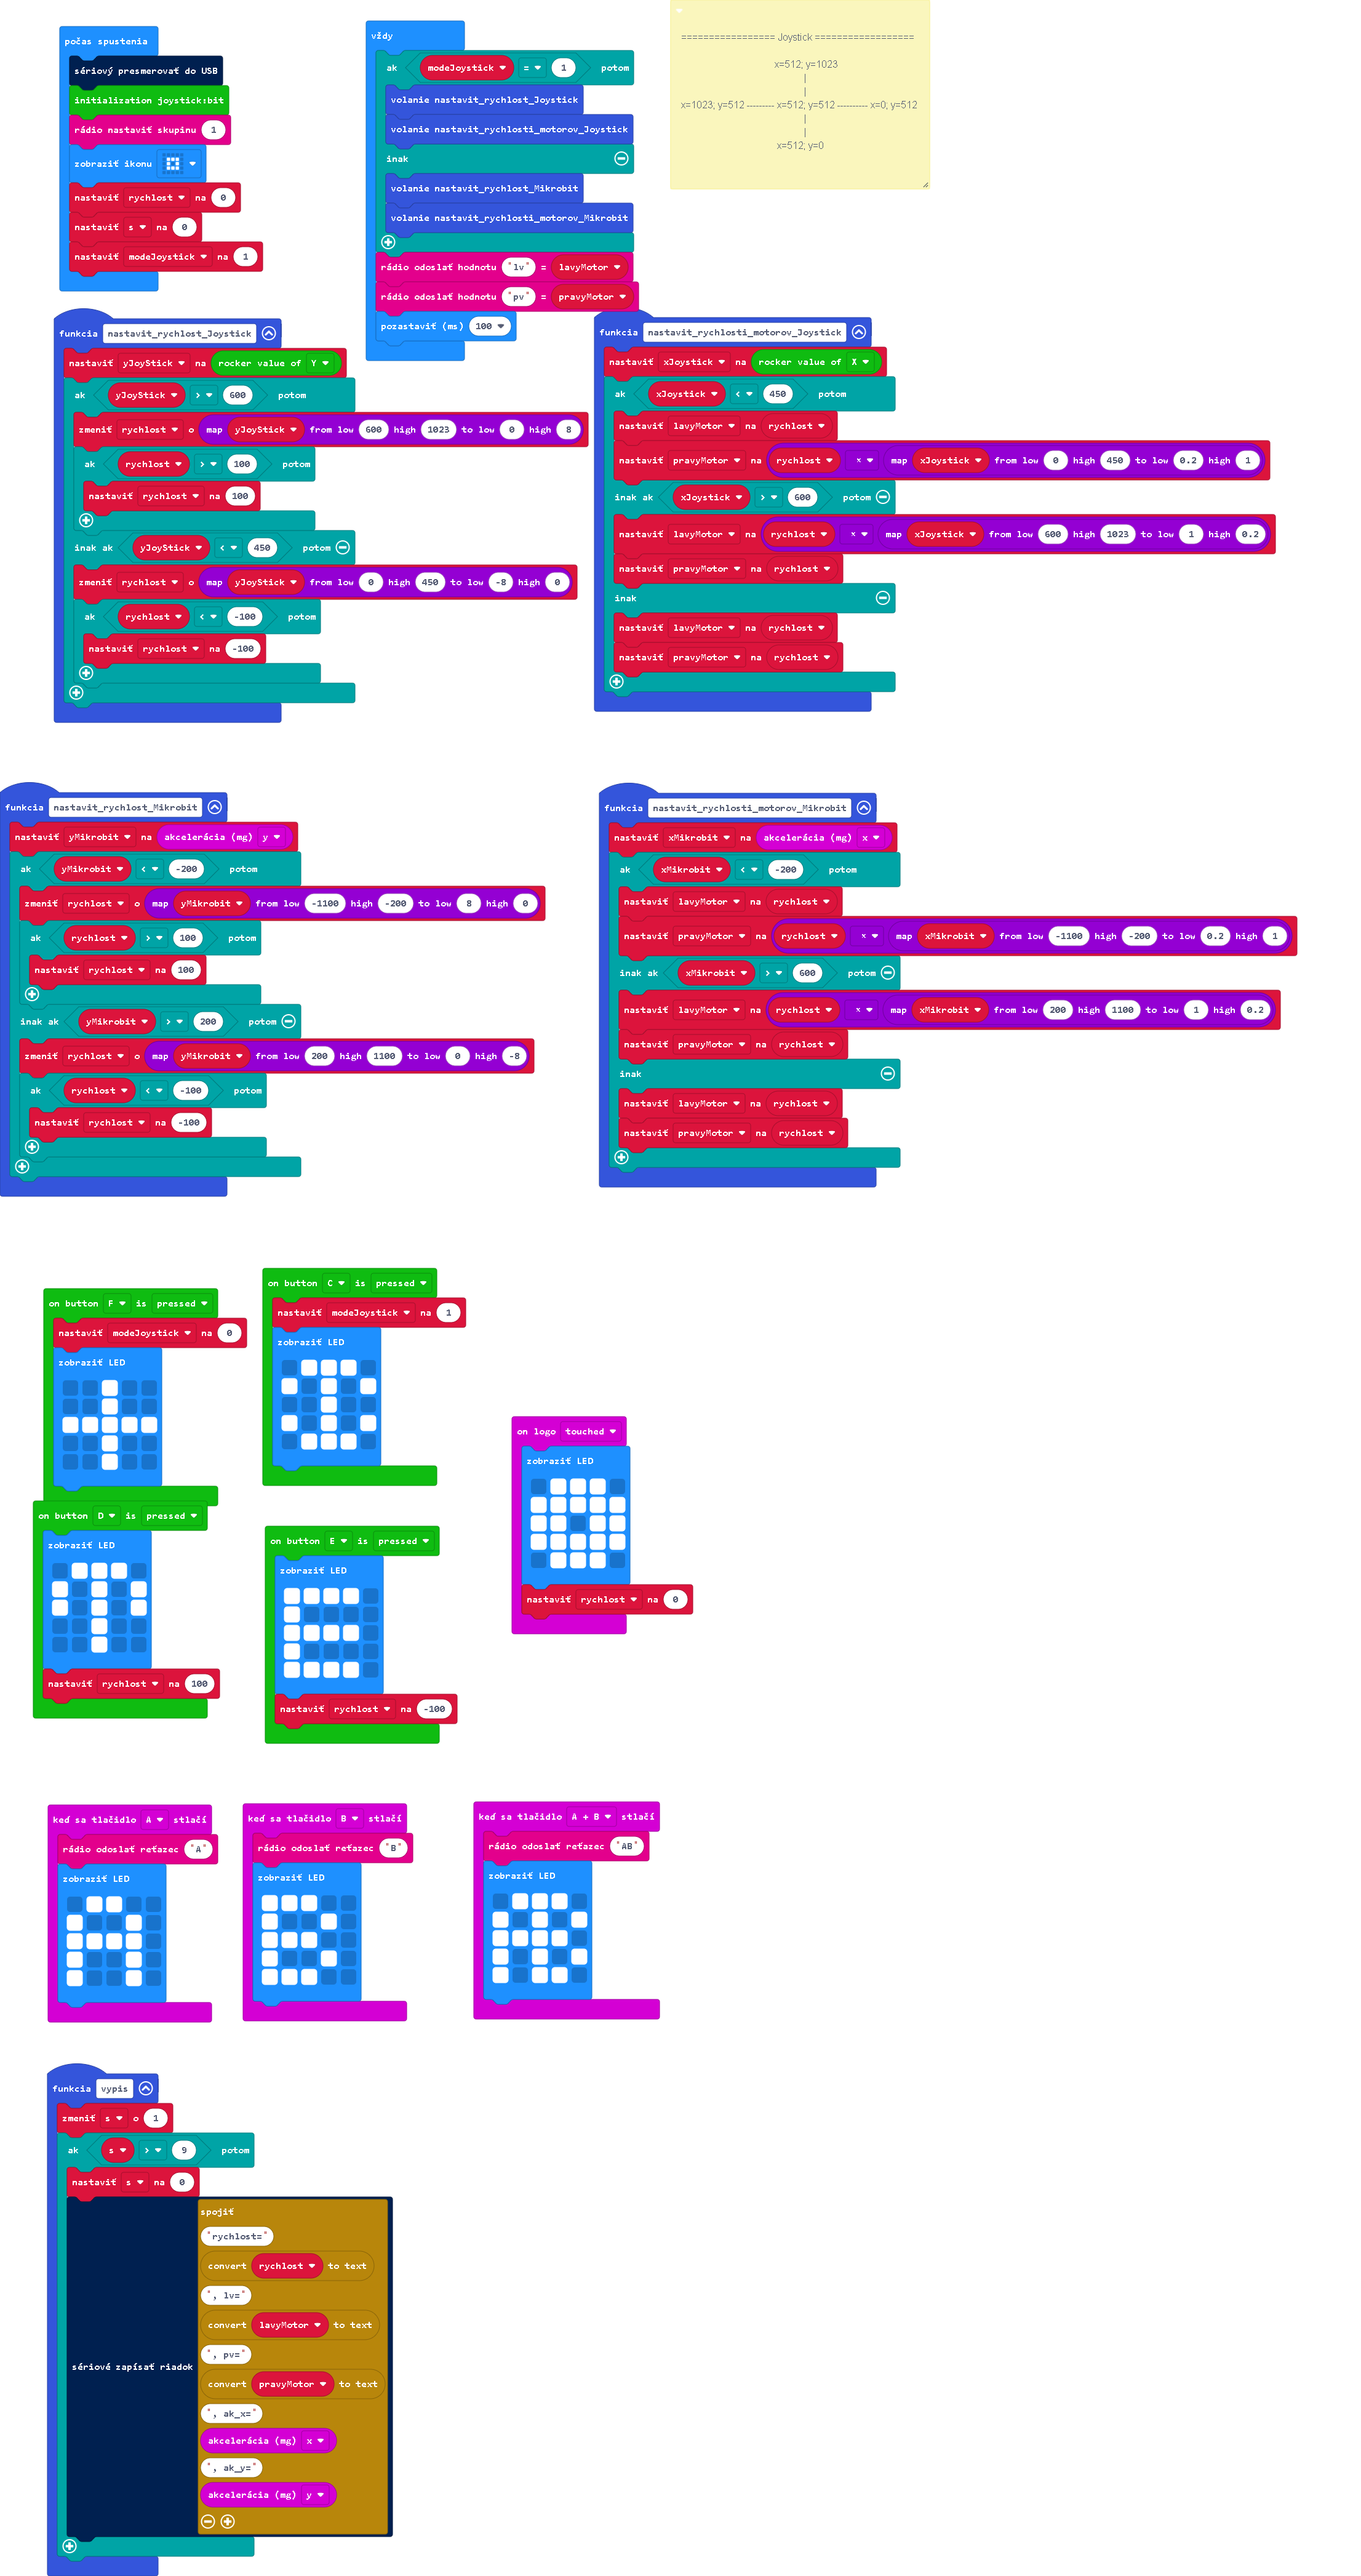 počas spustenia
sériový presmerovať do USB
initialization joystick:bit
rádio nastaviť skupinu 1
zobraziť ikonu
nastaviť rychlost na 0
nastaviť s na 0
nastaviť modeJoystick na 1
vždy
ak modeJoystick = 1 potom
volanie nastavit_rychlost_Joystick
volanie nastavit_rychlosti_motorov_Joystick
inak
volanie nastavit_rychlost_Mikrobit
volanie nastavit_rychlosti_motorov_Mikrobit
rádio odoslať hodnotu "lv" = lavyMotor
rádio odoslať hodnotu "pv" = pravyMotor
pozastaviť (ms) 100
================= Joystick ==================
x=512; y=1023
|
|
x=1023; y=512 --------- x=512; y=512 ---------- x=0; y=512
|
|
x=512; y=0
funkcia nastavit_rychlost_Joystick
nastaviť yJoyStick na rocker value of Y
ak yJoyStick > 600 potom
zmeniť rychlost o map yJoyStick from low 600 high 1023 to low 0 high 8
ak rychlost > 100 potom
nastaviť rychlost na 100
inak ak yJoyStick < 450 potom
zmeniť rychlost o map yJoyStick from low 0 high 450 to low -8 high 0
ak rychlost < -100 potom
nastaviť rychlost na -100
funkcia nastavit_rychlosti_motorov_Joystick
nastaviť xJoystick na rocker value of X
ak xJoystick < 450 potom
nastaviť lavyMotor na rychlost
nastaviť pravyMotor na rychlost × map xJoystick from low 0 high 450 to low 0.2 high 1
inak ak xJoystick > 600 potom
nastaviť lavyMotor na rychlost × map xJoystick from low 600 high 1023 to low 1 high 0.2
nastaviť pravyMotor na rychlost
inak
nastaviť lavyMotor na rychlost
nastaviť pravyMotor na rychlost
funkcia nastavit_rychlost_Mikrobit
nastaviť yMikrobit na akcelerácia (mg) y
ak yMikrobit < -200 potom
zmeniť rychlost o map yMikrobit from low -1100 high -200 to low 8 high 0
ak rychlost > 100 potom
nastaviť rychlost na 100
inak ak yMikrobit > 200 potom
zmeniť rychlost o map yMikrobit from low 200 high 1100 to low 0 high -8
ak rychlost < -100 potom
nastaviť rychlost na -100
funkcia nastavit_rychlosti_motorov_Mikrobit
nastaviť xMikrobit na akcelerácia (mg) x
ak xMikrobit < -200 potom
nastaviť lavyMotor na rychlost
nastaviť pravyMotor na rychlost × map xMikrobit from low -1100 high -200 to low 0.2 high 1
inak ak xMikrobit > 600 potom
nastaviť lavyMotor na rychlost × map xMikrobit from low 200 high 1100 to low 1 high 0.2
nastaviť pravyMotor na rychlost
inak
nastaviť lavyMotor na rychlost
nastaviť pravyMotor na rychlost
on button F is pressed
nastaviť modeJoystick na 0
zobraziť LED
on button C is pressed
nastaviť modeJoystick na 1
zobraziť LED
on logo touched
zobraziť LED
nastaviť rychlost na 0
on button D is pressed
zobraziť LED
nastaviť rychlost na 100
on button E is pressed
zobraziť LED
nastaviť rychlost na -100
keď sa tlačidlo A stlačí
rádio odoslať reťazec "A"
zobraziť LED
keď sa tlačidlo B stlačí
rádio odoslať reťazec "B"
zobraziť LED
keď sa tlačidlo A + B stlačí
rádio odoslať reťazec "AB"
zobraziť LED
funkcia vypis
zmeniť s o 1
ak s > 9 potom
nastaviť s na 0
sériové zapísať riadok spojiť
"rychlost="
convert rychlost to text
", lv="
convert lavyMotor to text
", pv="
convert pravyMotor to text
", ak_x="
akcelerácia (mg) x
", ak_y="
akcelerácia (mg) y